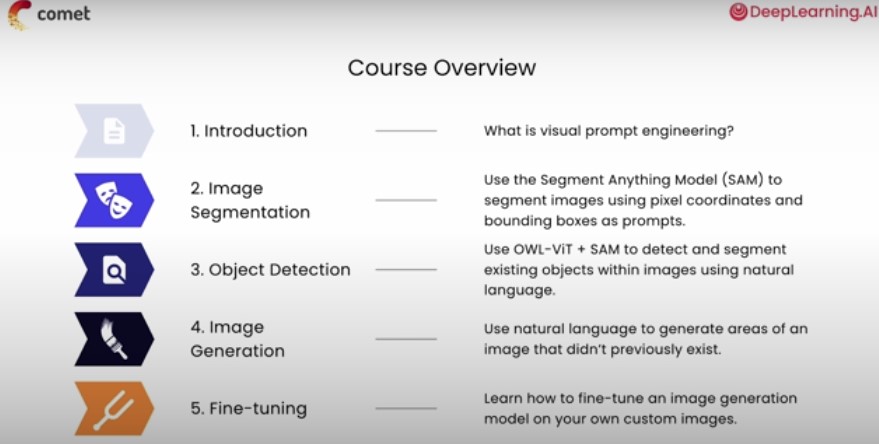 comet
DeepLearning.AI
Course Overview
1. Introduction
What is visual prompt engineering?
2. Image
Segmentation
Use the Segment Anything Model (SAM) to
segment images using pixel coordinates and
bounding boxes as prompts.
3. Object Detection
Use OWL-ViT + SAM to detect and segment
existing objects within images using natural
language.
4. Image
Generation
Use natural language to generate areas of an
image that didn't previously exist.
5. Fine-tuning
Learn how to fine-tune an image generation
model on your own custom images.